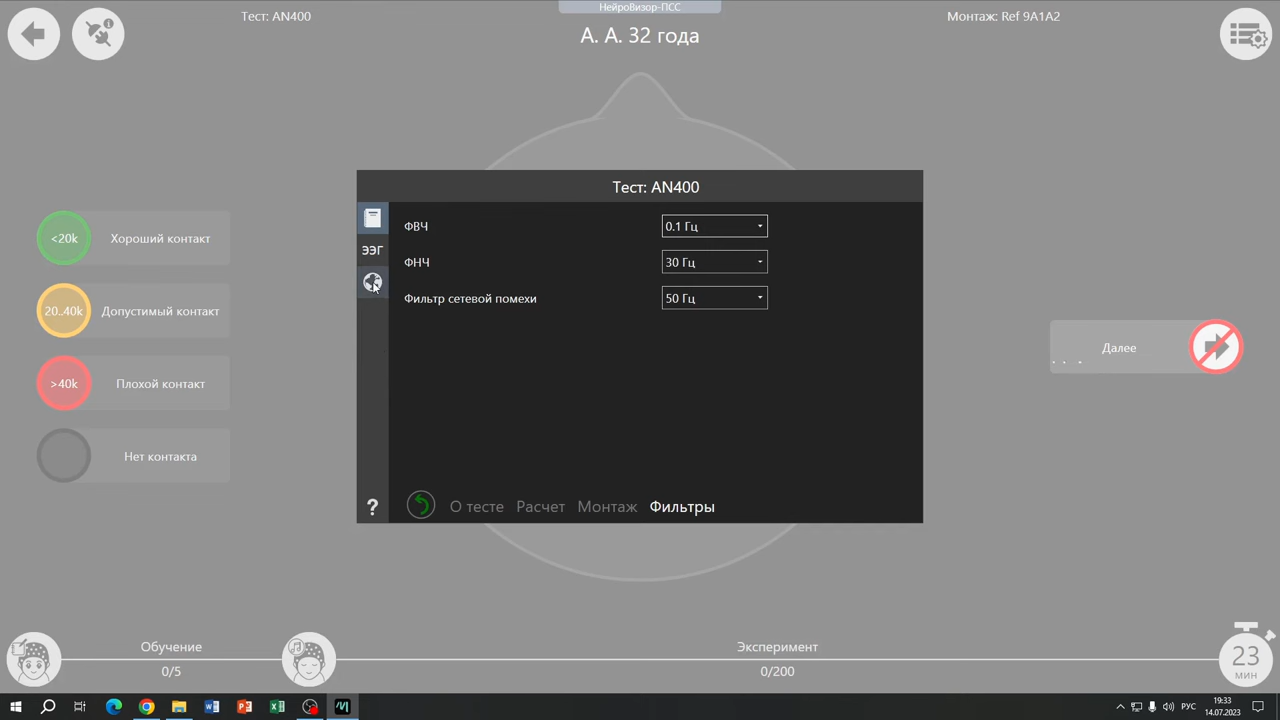 НейроВизор-ПСС
Тест: AN400
А. А. 32 года
Монтаж: Ref 9A1A2
Тест: AN400
ФВЧ
0.1 Гц
ЭЭГ
ФНЧ
30 Гц
Фильтр сетевой помехи
50 Гц
<20k
Хороший контакт
20..40k
Допустимый контакт
>40k
Плохой контакт
Нет контакта
Далее
. . .
?
О тесте
Расчет
Монтаж
Фильтры
Обучение
0/5
Эксперимент
0/200
23
мин
РУС
19:33
14.07.2023